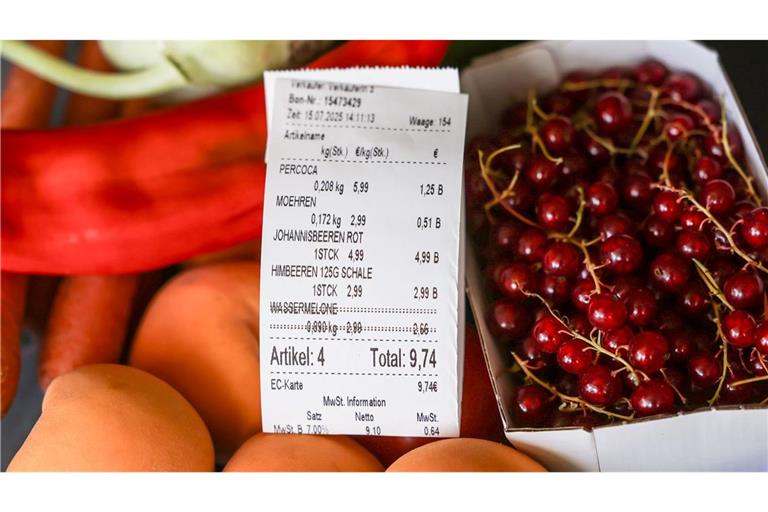 Verkäuferin 3
Bon-Nr.: 15473429
Zeit: 15.07.2025 14:11:13 Waage: 154
Artikelname
kg(Stk.) €/kg(Stk.) €
PERCOCA
0,208 kg 5,99 1,25 B
MOEHREN
0,172 kg 2,99 0,51 B
JOHANNISBEEREN ROT
1STCK 4,99 4,99 B
HIMBEEREN 125G SCHALE
1STCK 2,99 2,99 B
WASSERMELONE
Artikel: 4 Total: 9,74
EC-Karte 9,74€
MwSt. Information
Satz Netto MwSt.
MwSt. B 7,00% 9,10 0,64